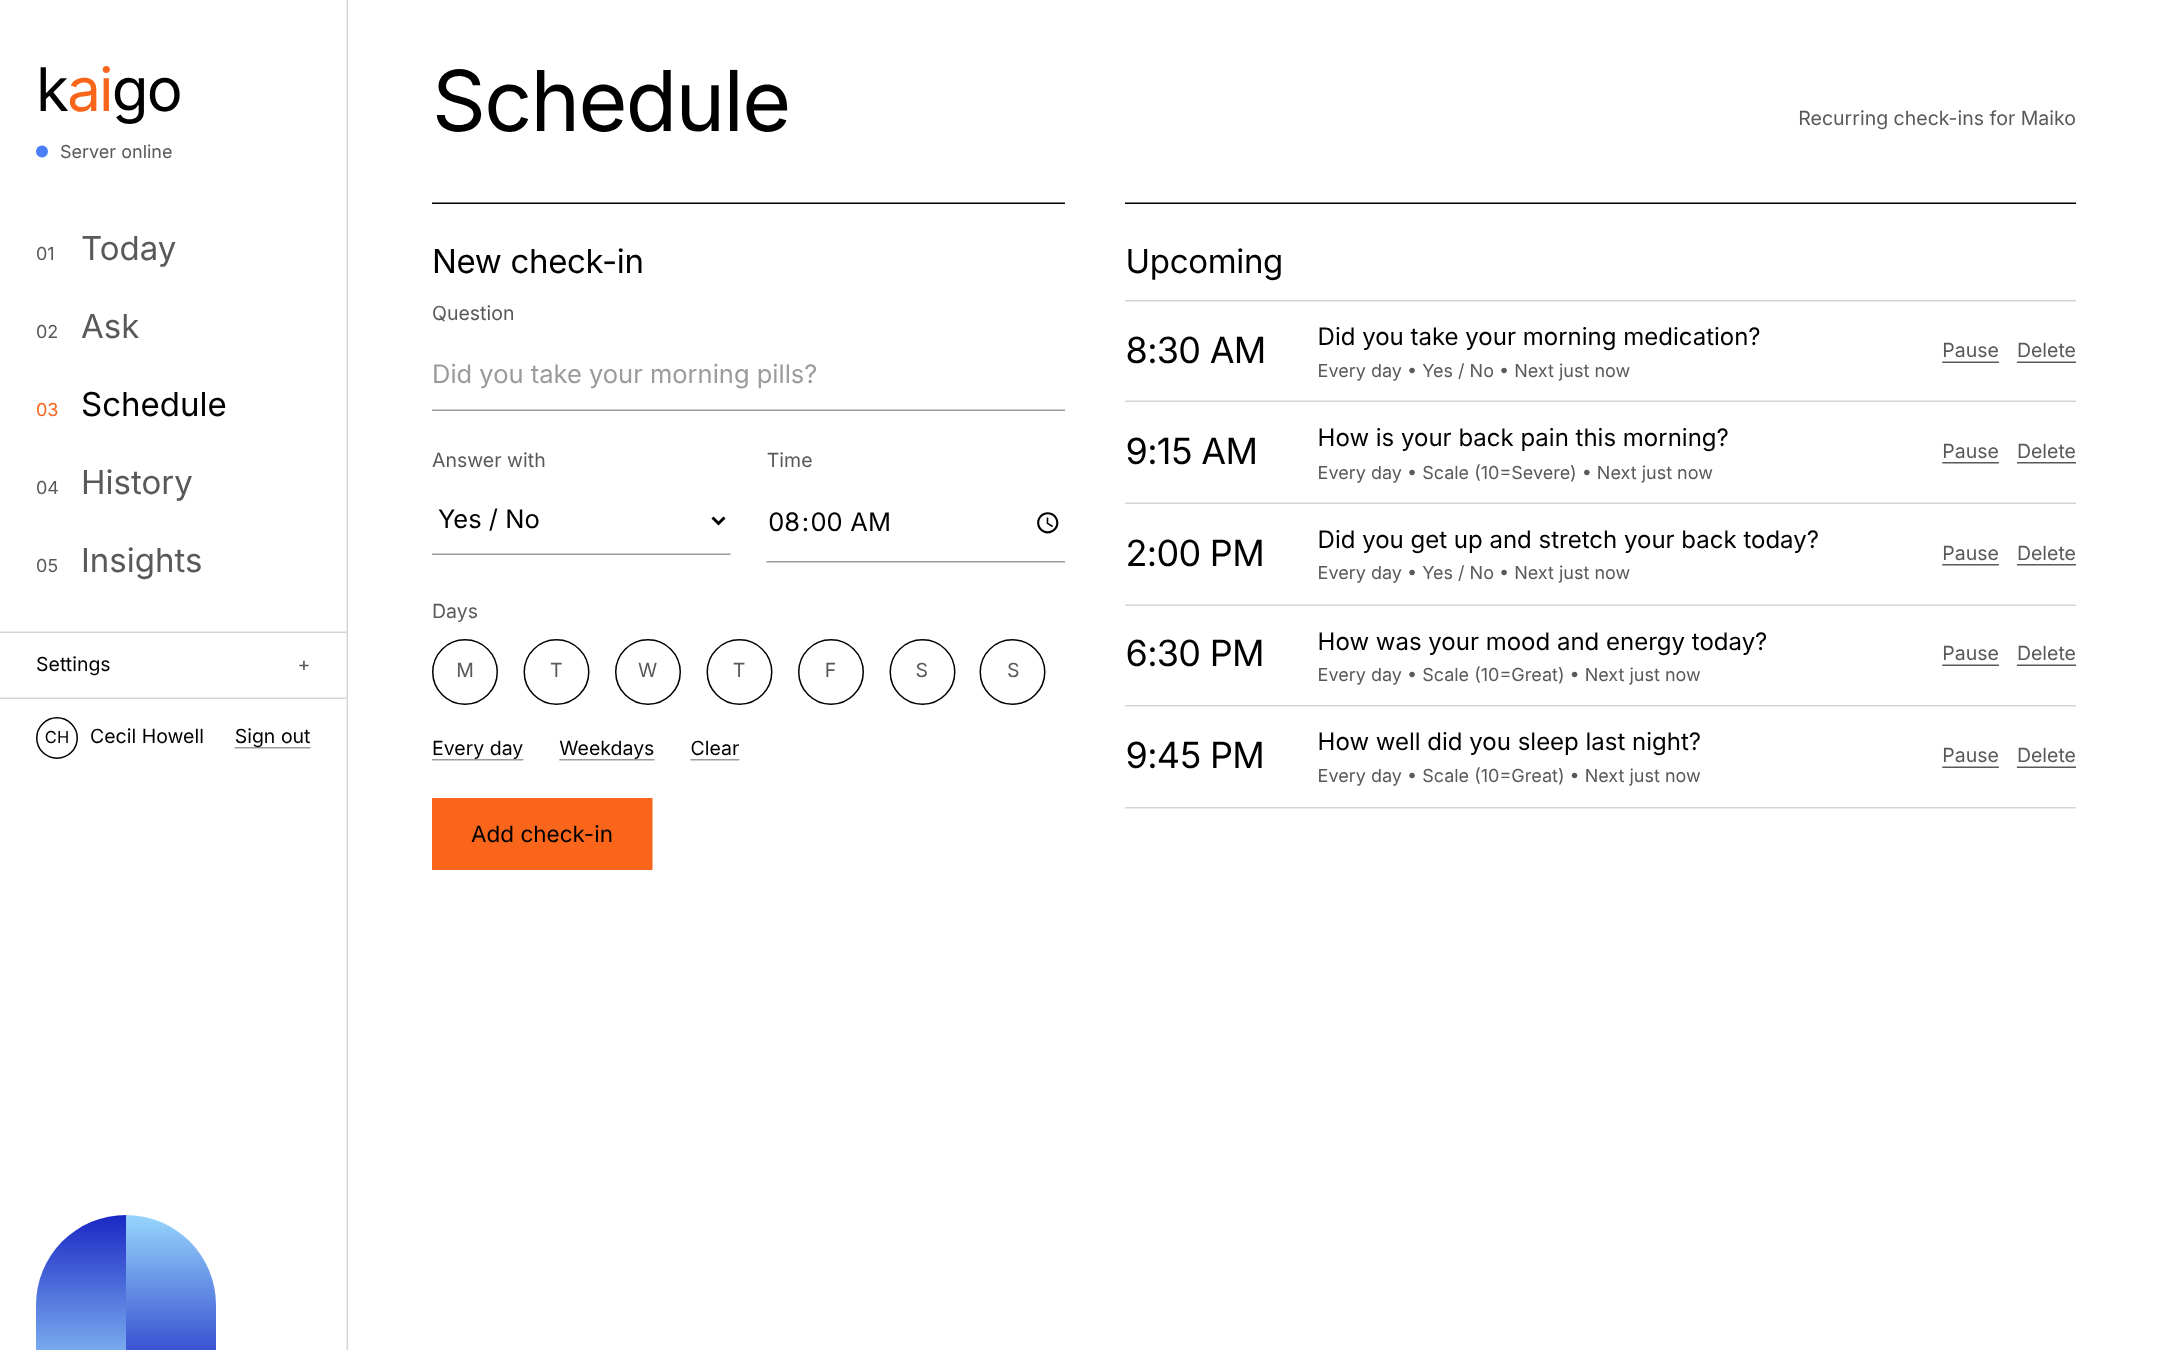 kaigo
Server online
01 Today
02 Ask
03 Schedule
04 History
05 Insights
Settings +
CH Cecil Howell Sign out
Schedule
Recurring check-ins for Maiko
New check-in
Question
Did you take your morning pills?
Answer with Time
Yes / No 08:00 AM
Days
M T W T F S S
Every day Weekdays Clear
Add check-in
Upcoming
8:30 AM Did you take your morning medication? Pause Delete
Every day • Yes / No • Next just now
9:15 AM How is your back pain this morning? Pause Delete
Every day • Scale (10=Severe) • Next just now
2:00 PM Did you get up and stretch your back today? Pause Delete
Every day • Yes / No • Next just now
6:30 PM How was your mood and energy today? Pause Delete
Every day • Scale (10=Great) • Next just now
9:45 PM How well did you sleep last night? Pause Delete
Every day • Scale (10=Great) • Next just now